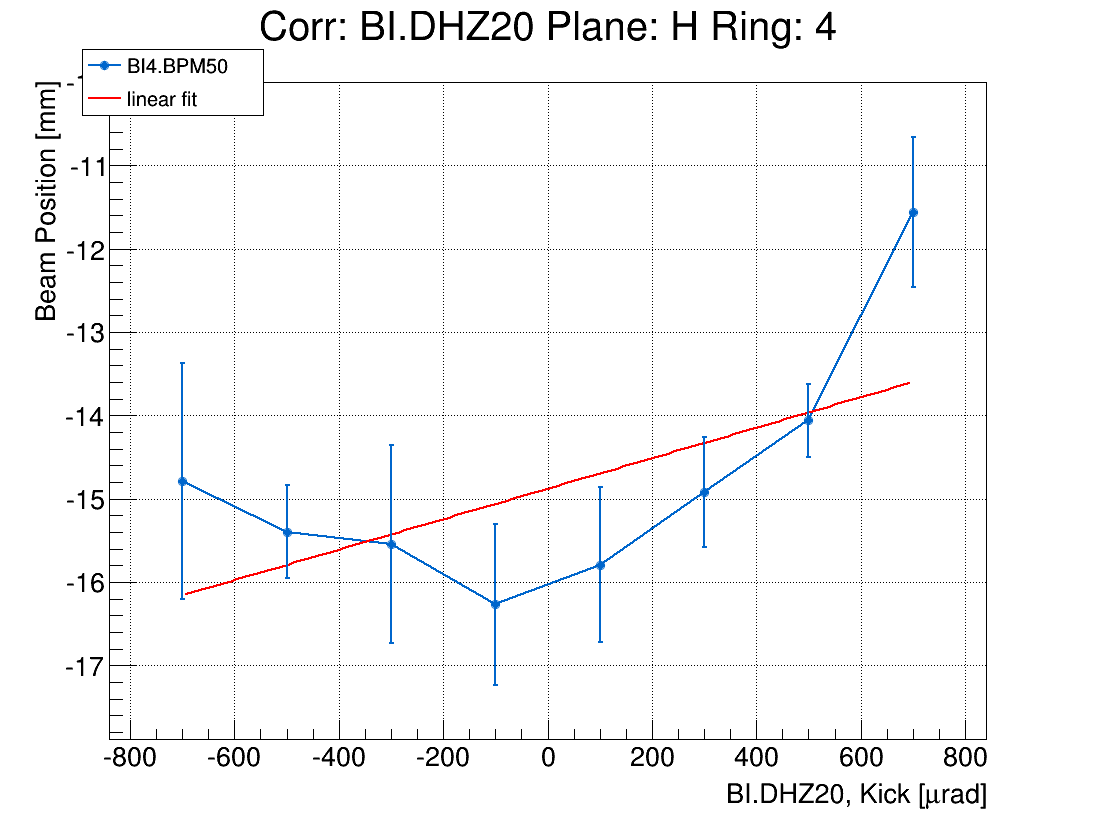 Corr: BI.DHZ20 Plane: H Ring: 4
BI4.BPM50
linear fit
Beam Position [mm]
-11
-12
-13
-14
-15
-16
-17
-800 -600 -400 -200 0 200 400 600 800
BI.DHZ20, Kick [μrad]